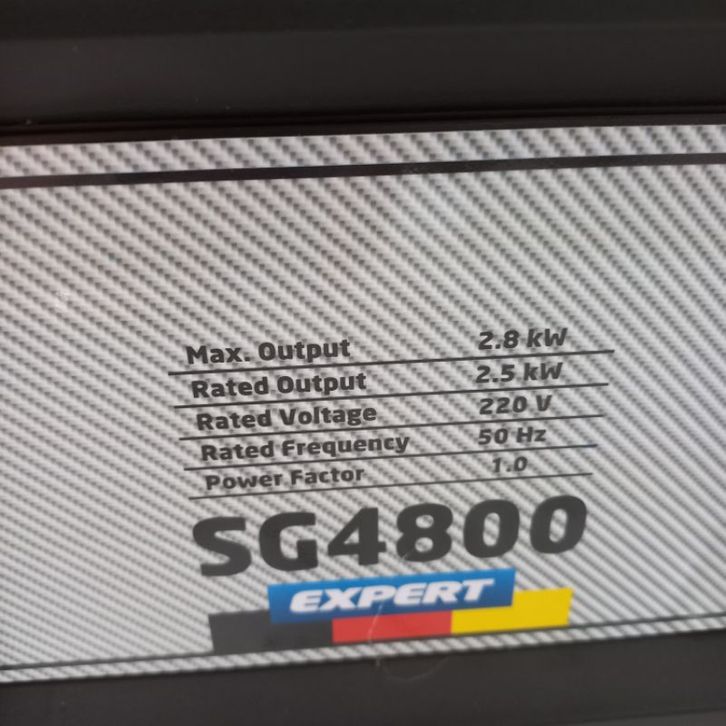 Max. Output 2.8 kW
Rated Output 2.5 kW
Rated Voltage 220 V
Rated Frequency 50 Hz
Power Factor 1.0
SG4800
EXPERT